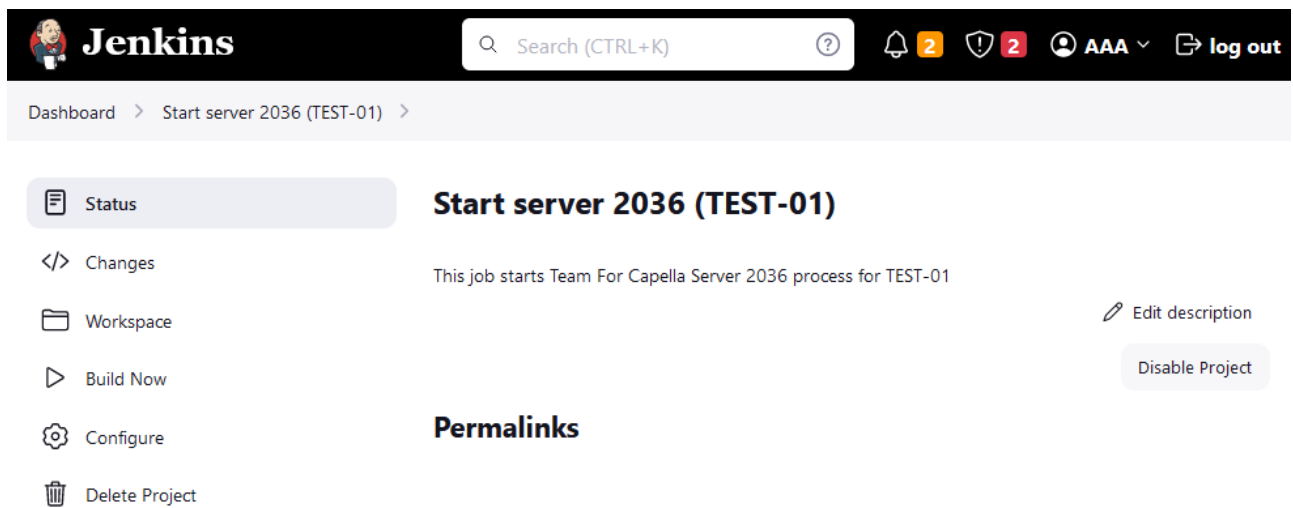 Jenkins
Search (CTRL+K)
?
2
2
AAA
log out
Dashboard > Start server 2036 (TEST-01) >
Status
Changes
Workspace
Build Now
Configure
Delete Project
Start server 2036 (TEST-01)
This job starts Team For Capella Server 2036 process for TEST-01
Edit description
Disable Project
Permalinks